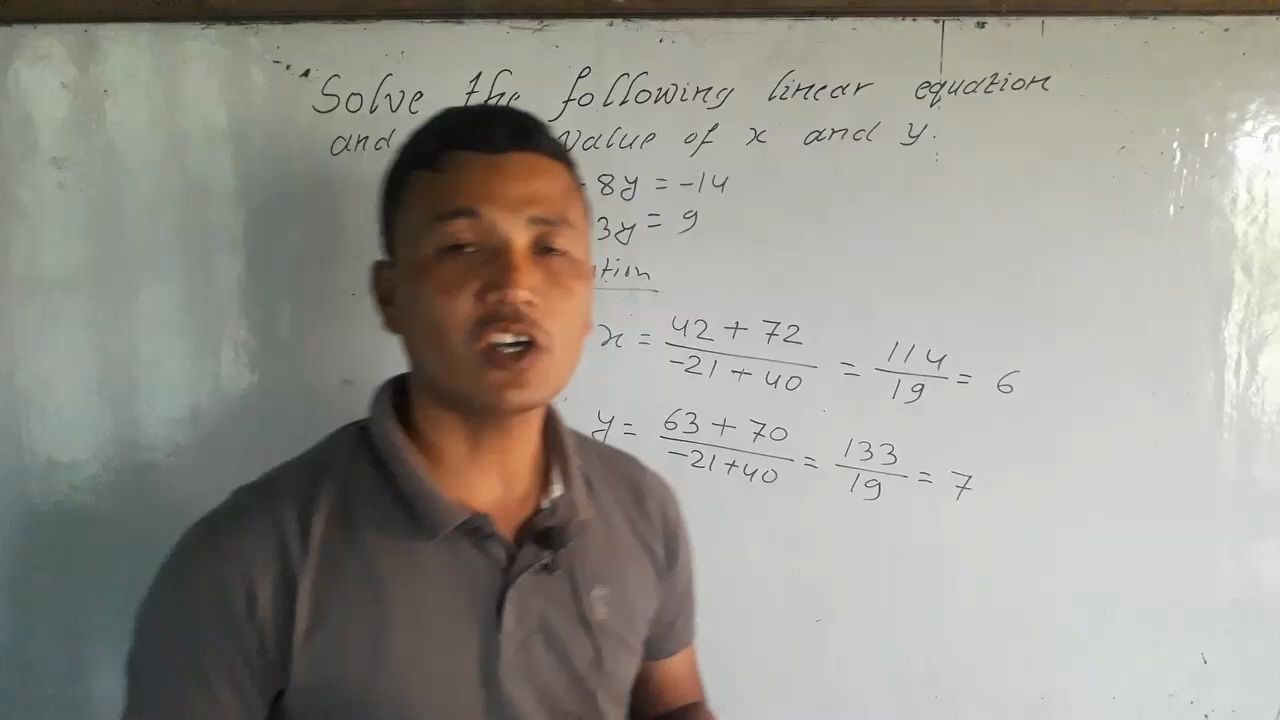 Solve the following linear equation
and value of x and y.
8y = -14
3y = 9
x = 42 + 72 / -21 + 40 = 114 / 19 = 6
y = 63 + 70 / -21 + 40 = 133 / 19 = 7